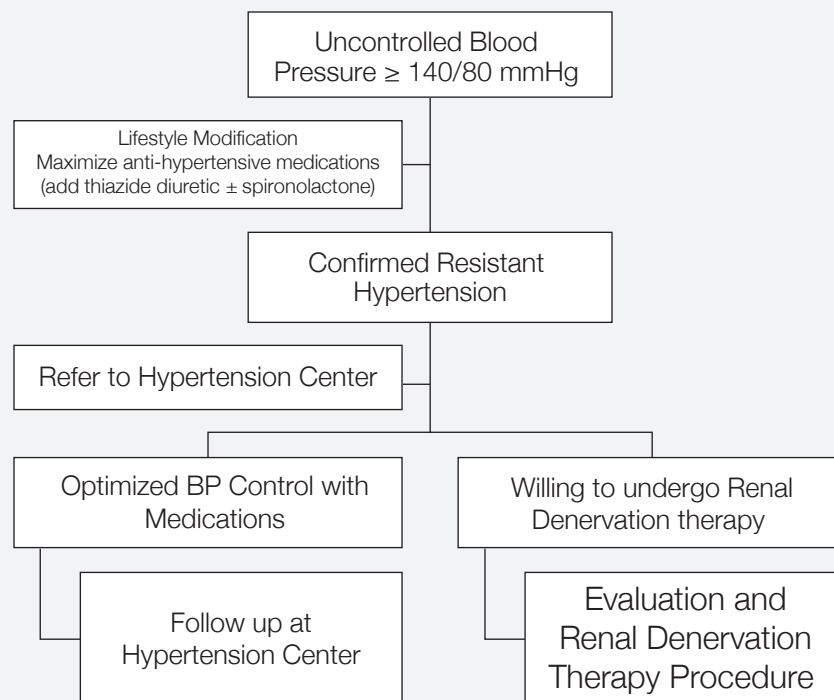 Uncontrolled Blood
Pressure ≥ 140/80 mmHg
Lifestyle Modification
Maximize anti-hypertensive medications
(add thiazide diuretic ± spironolactone)
Confirmed Resistant
Hypertension
Refer to Hypertension Center
Optimized BP Control with
Medications
Willing to undergo Renal
Denervation therapy
Follow up at
Hypertension Center
Evaluation and
Renal Denervation
Therapy Procedure